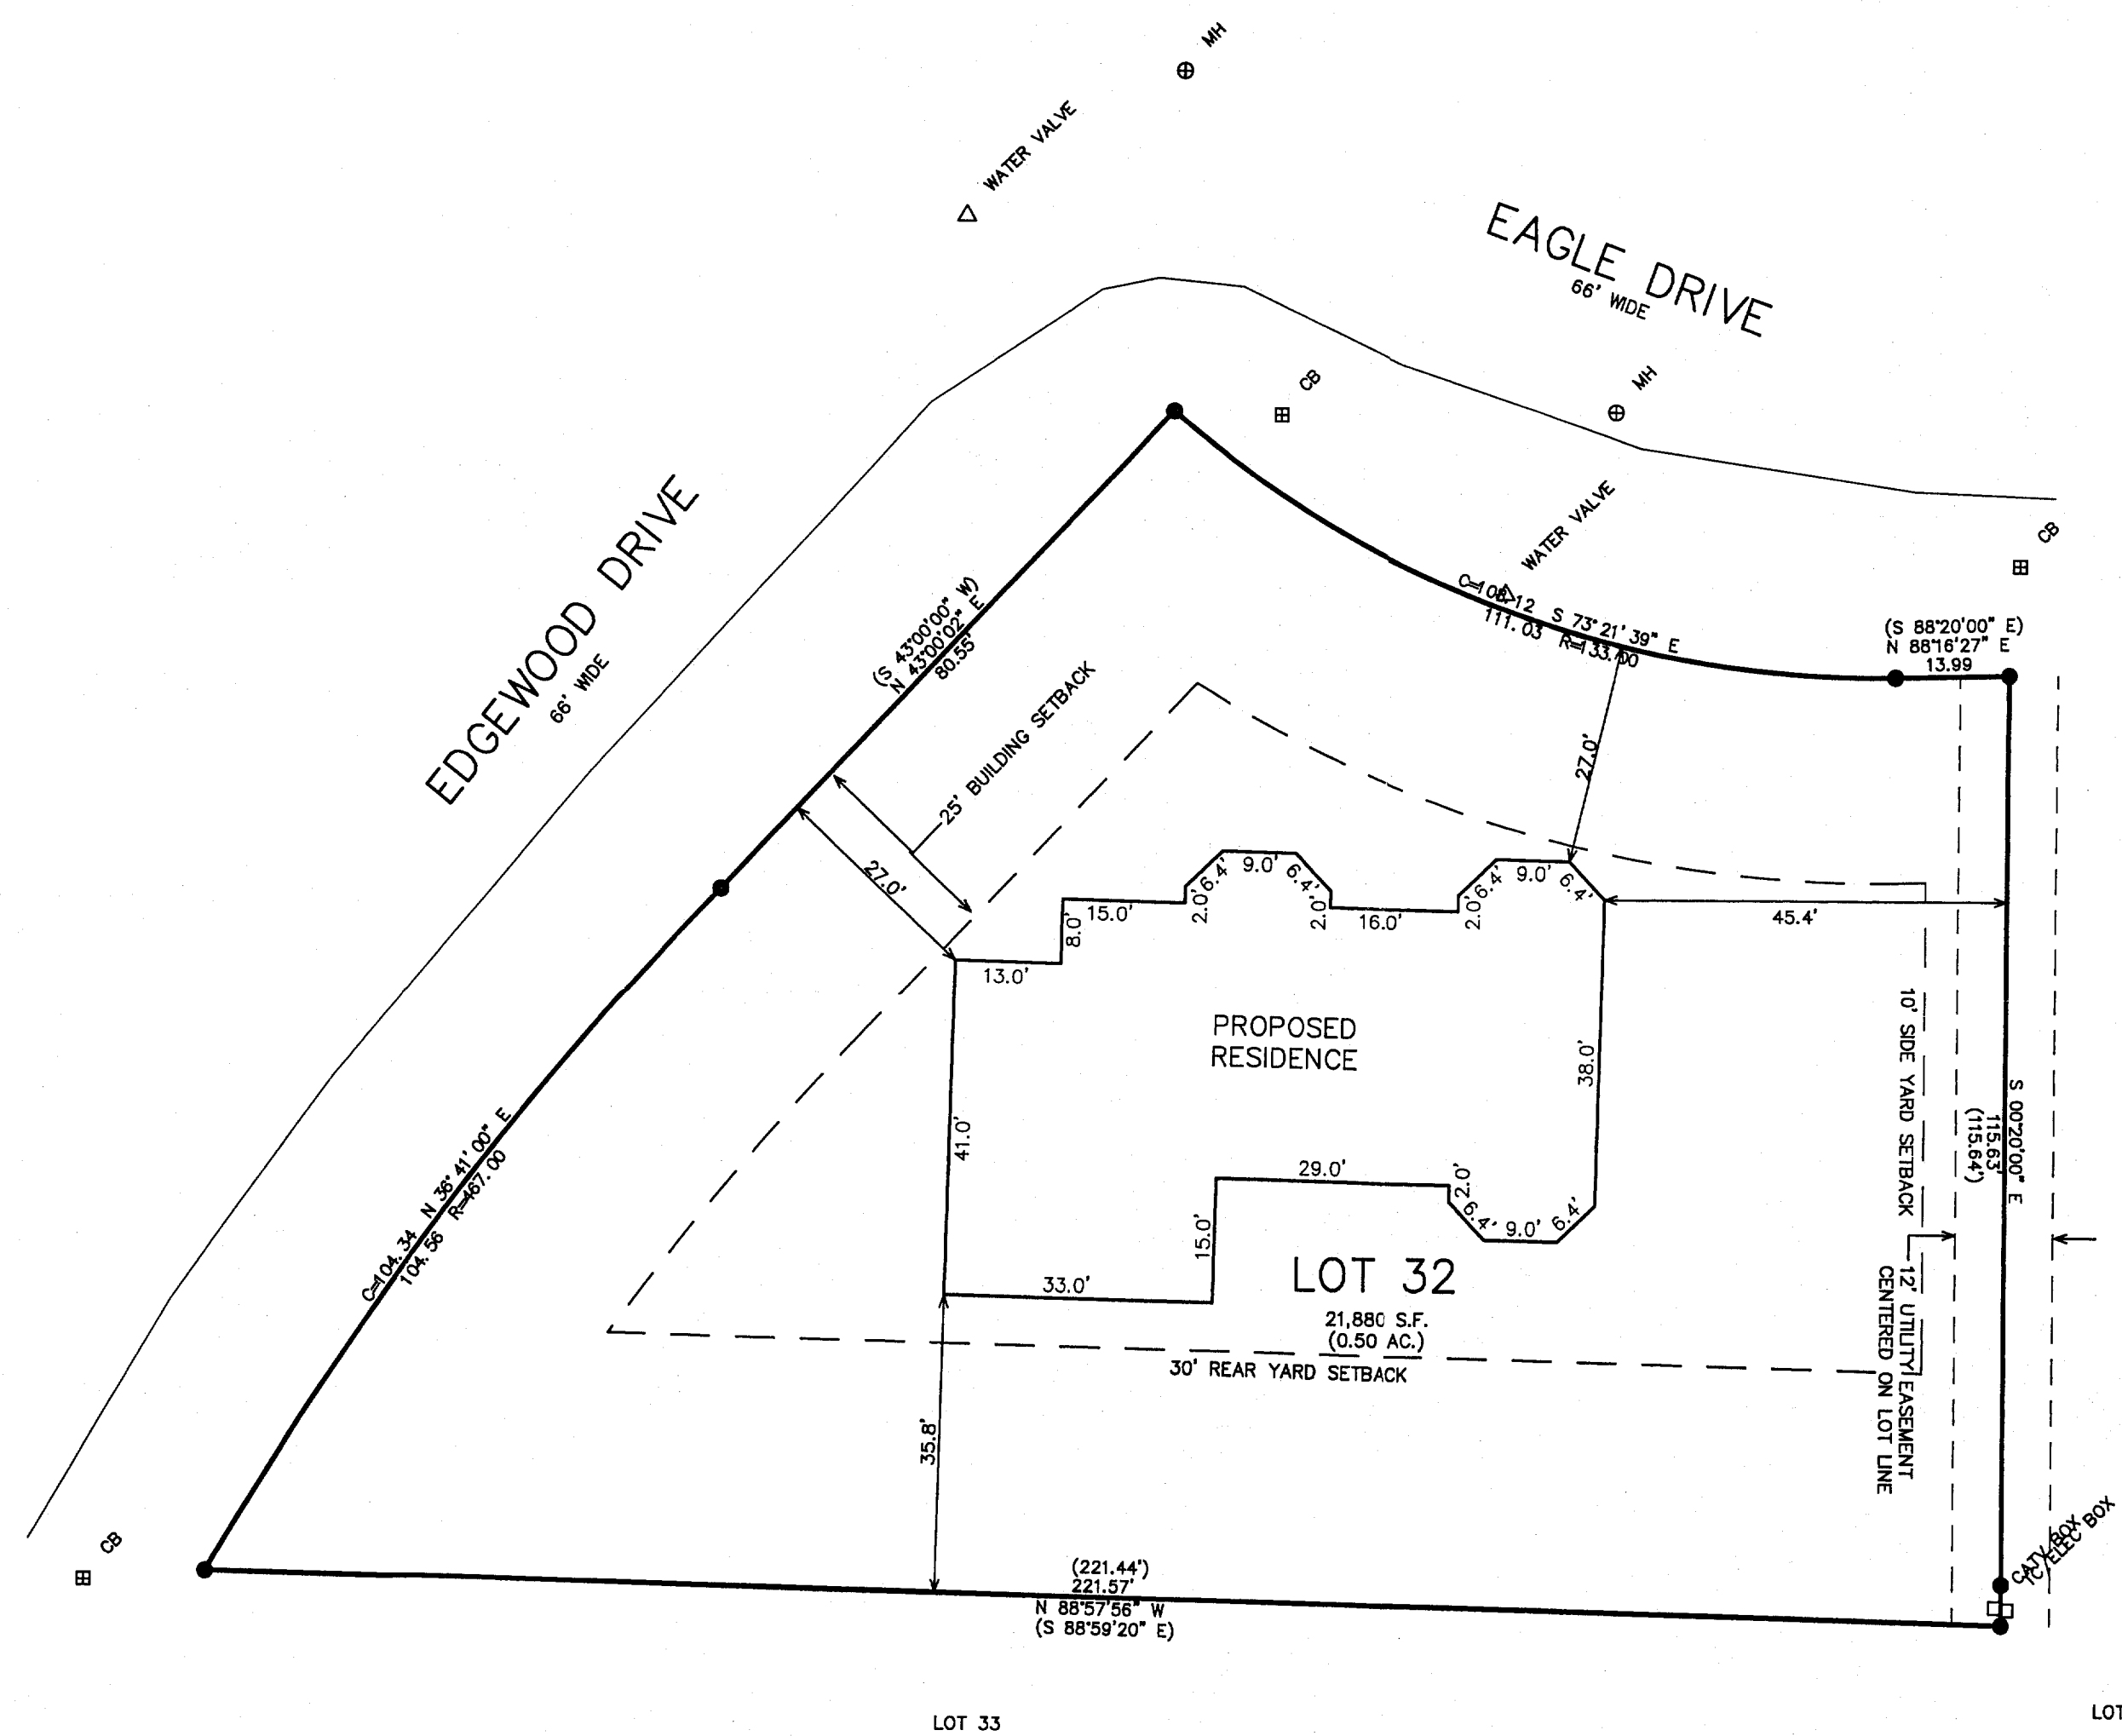 MH
WATER VALVE
EAGLE DRIVE
66' WIDE
CB
MH
WATER VALVE
CB
EDGEWOOD DRIVE
66' WIDE
(S 43°00'00" W)
N 43°00'02" E
80.55'
25' BUILDING SETBACK
27.0'
C=108.12 S 73°21'39" E
111.03 R=133.00
(S 88°20'00" E)
N 88°16'27" E
13.99
27.0'
13.0'
8.0'
15.0'
2.0'
6.4'
9.0'
6.4'
2.0'
16.0'
2.0'
6.4'
9.0'
6.4'
45.4'
PROPOSED
RESIDENCE
38.0'
41.0'
10' SIDE YARD SETBACK
S 00°20'00" E
115.63'
(115.64')
C=104.34 N 36°41'00" E
104.56 R=467.00
29.0'
2.0'
6.4'
9.0'
6.4'
15.0'
33.0'
LOT 32
21,880 S.F.
(0.50 AC.)
30' REAR YARD SETBACK
12' UTILITY EASEMENT
CENTERED ON LOT LINE
35.8'
CATV BOX
ELEC BOX
CB
(221.44')
221.57'
N 88°57'56" W
(S 88°59'20" E)
LOT 33
LOT